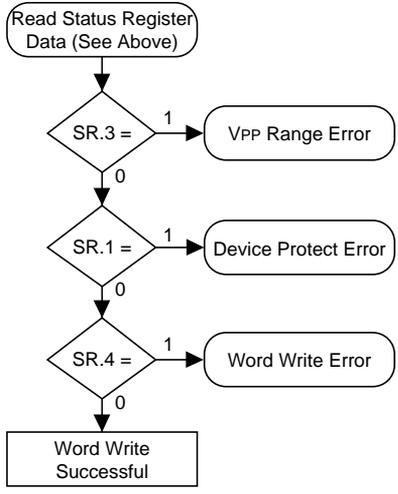 Read Status Register
Data (See Above)
SR.3 =
1
VPP Range Error
0
SR.1 =
1
Device Protect Error
0
SR.4 =
1
Word Write Error
0
Word Write
Successful